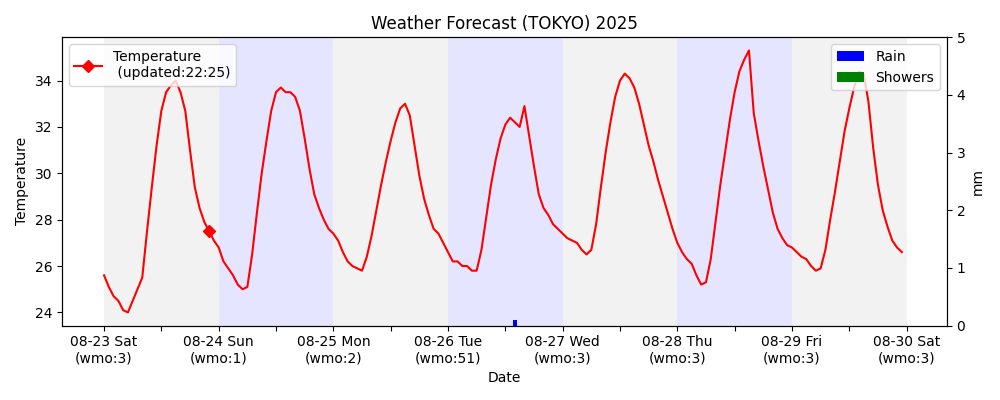 Weather Forecast (TOKYO) 2025
Temperature
(updated:22:25)
Rain
Showers
34
32
30
28
26
24
Temperature
5
4
3
2
1
0
mm
08-23 Sat
(wmo:3)
08-24 Sun
(wmo:1)
08-25 Mon
(wmo:2)
08-26 Tue
(wmo:51)
08-27 Wed
(wmo:3)
08-28 Thu
(wmo:3)
08-29 Fri
(wmo:3)
08-30 Sat
(wmo:3)
Date